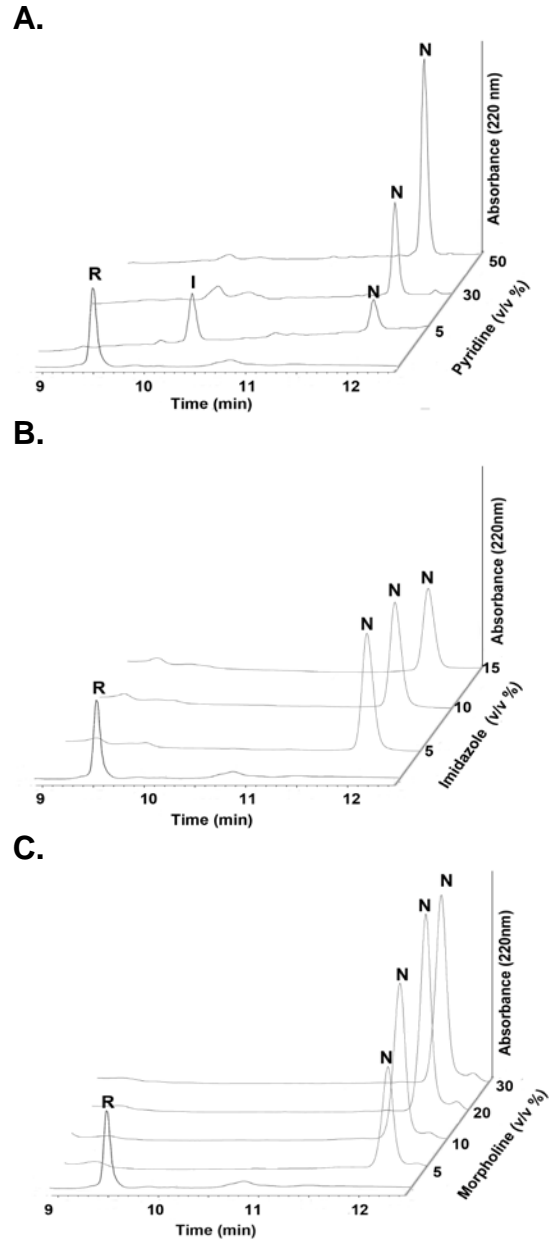 A.
N
Absorbance (220 nm)
N
50
R
I
N
30
5
Pyridine (v/v %)
9 10 11 12
Time (min)
B.
Absorbance (220nm)
N N N
15
R
10
5
Imidazole (v/v %)
9 10 11 12
Time (min)
C.
N
N
Absorbance (220nm)
N
N
30
R
20
10
5
Morpholine (v/v %)
9 10 11 12
Time (min)